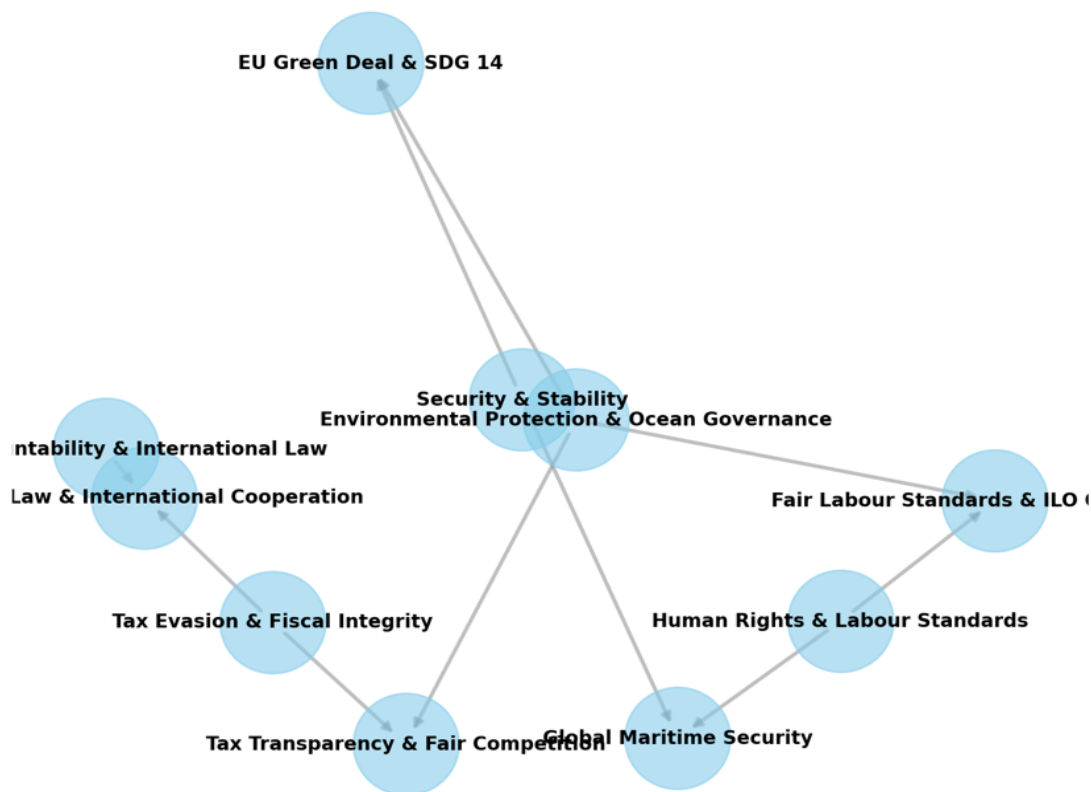 EU Green Deal & SDG 14
Security & Stability
Environmental Protection & Ocean Governance
& International Law
Law & International Cooperation
Fair Labour Standards & ILO
Tax Evasion & Fiscal Integrity
Human Rights & Labour Standards
Tax Transparency & Fair Competition
Global Maritime Security